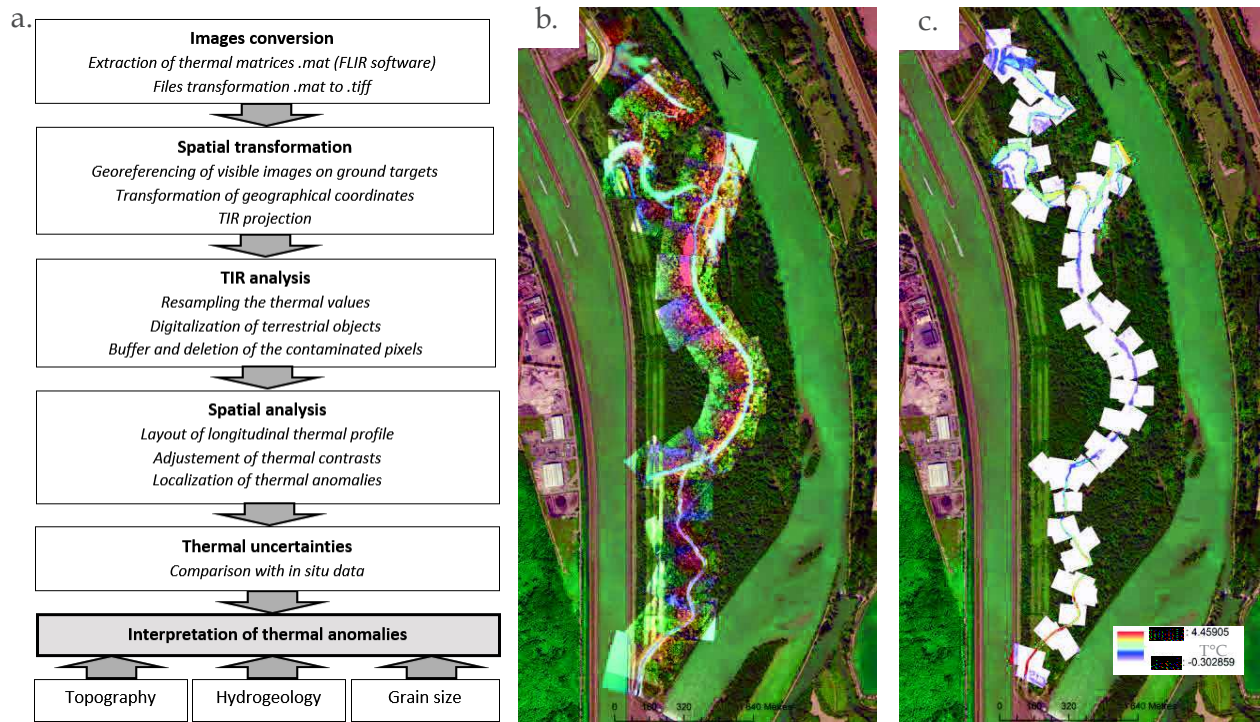 a.
Images conversion
Extraction of thermal matrices .mat (FLIR software)
Files transformation .mat to .tiff
Spatial transformation
Georeferencing of visible images on ground targets
Transformation of geographical coordinates
TIR projection
TIR analysis
Resampling the thermal values
Digitalization of terrestrial objects
Buffer and deletion of the contaminated pixels
Spatial analysis
Layout of longitudinal thermal profile
Adjustement of thermal contrasts
Localization of thermal anomalies
Thermal uncertainties
Comparison with in situ data
Interpretation of thermal anomalies
Topography
Hydrogeology
Grain size
b.
N
0 160 320 640 Metres
c.
N
: 4.45905
T°C
: -0.302859
0 160 320 640 Metres